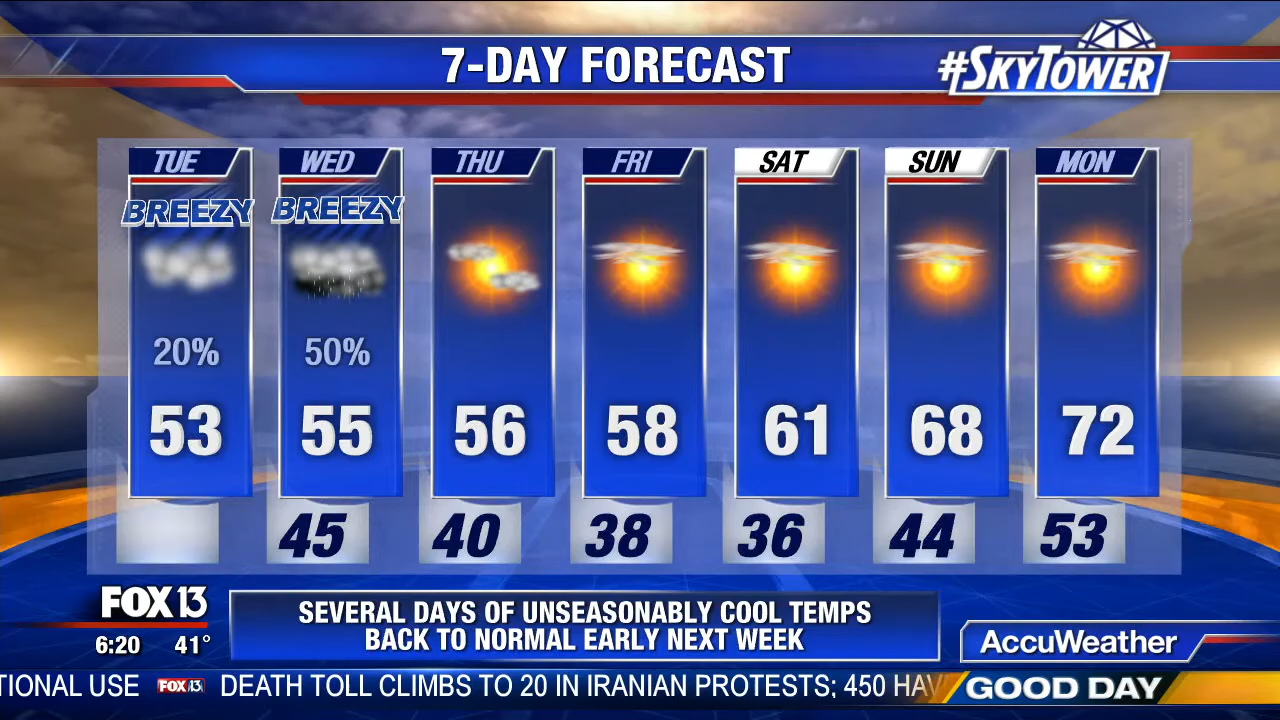 7-DAY FORECAST
#SKYTOWER
TUE WED THU FRI SAT SUN MON
BREEZY BREEZY
20% 50%
53 55 56 58 61 68 72
45 40 38 36 44 53
FOX 13
6:20 41°
SEVERAL DAYS OF UNSEASONABLY COOL TEMPS
BACK TO NORMAL EARLY NEXT WEEK
AccuWeather
TIONAL USE FOX 13 DEATH TOLL CLIMBS TO 20 IN IRANIAN PROTESTS; 450 HAV
GOOD DAY